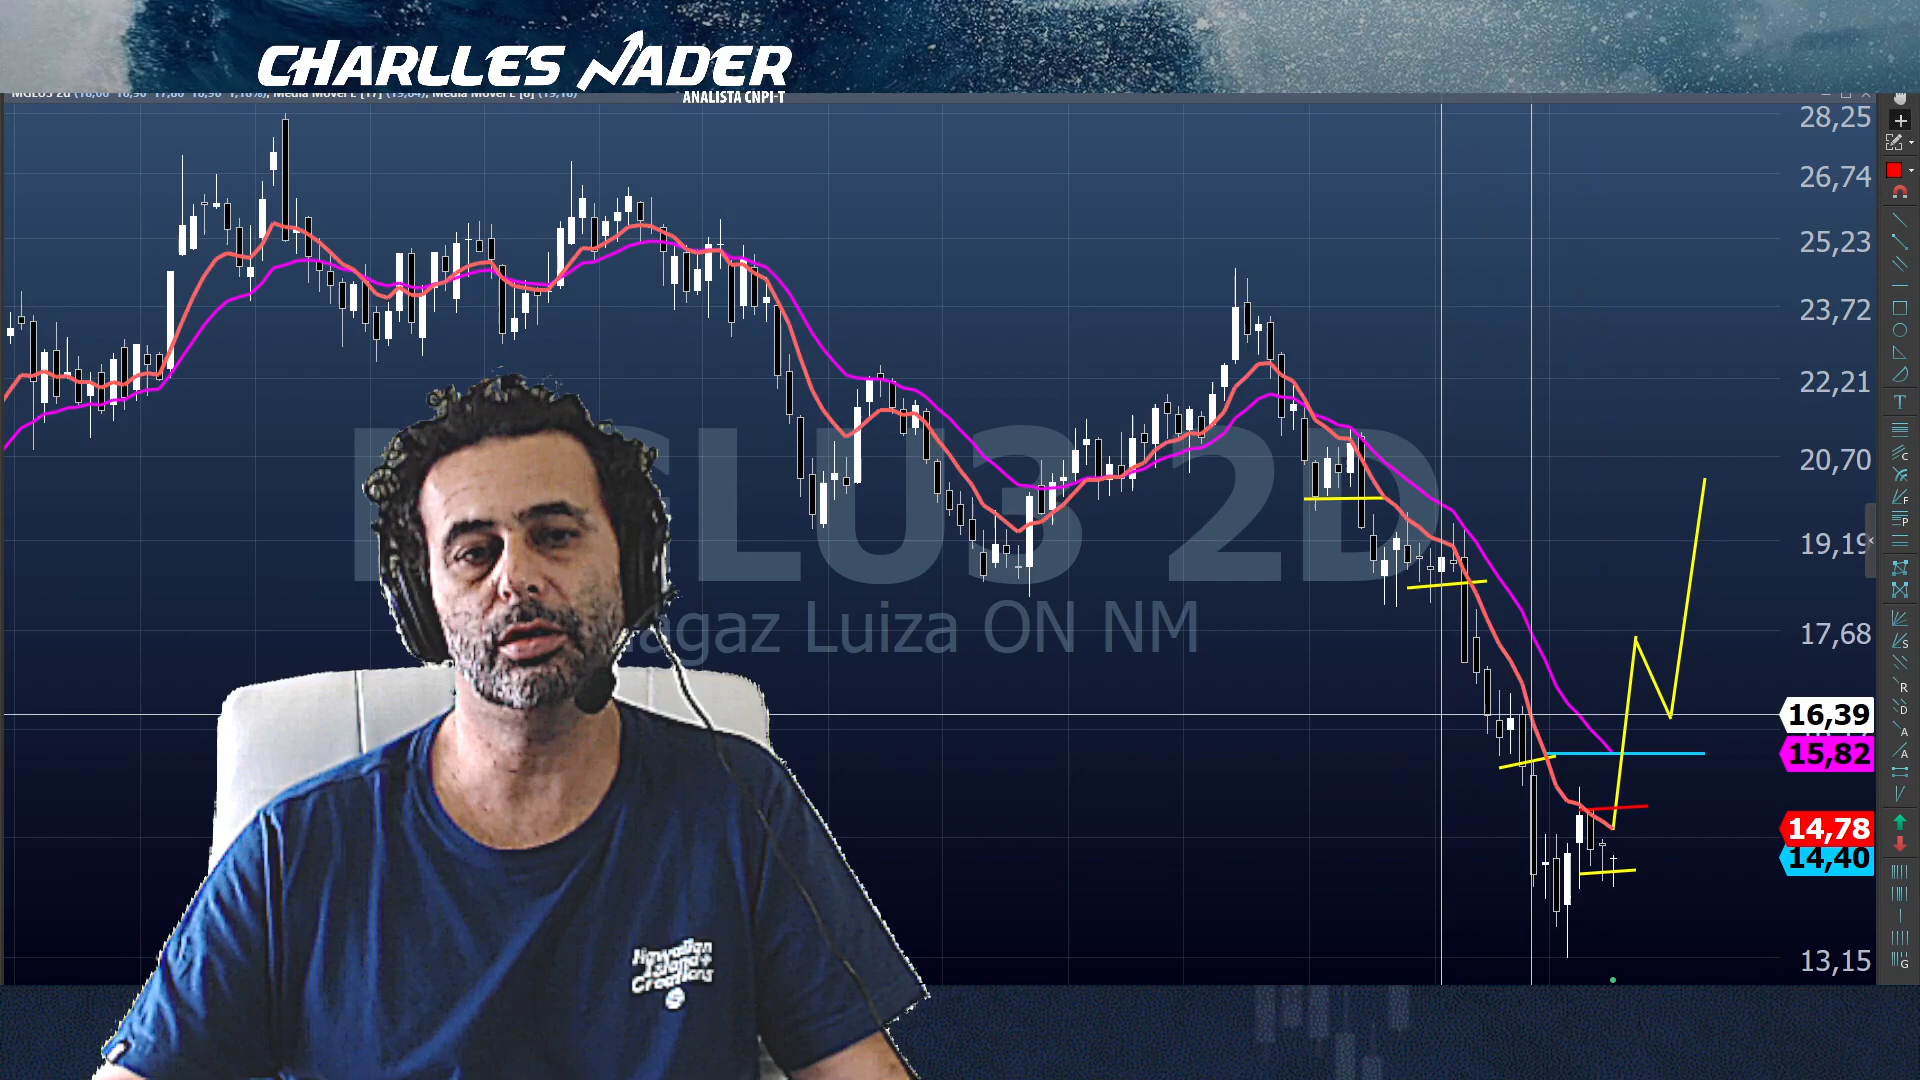 CHARLLES NADER
ANALISTA CNPI-T
28,25
26,74
25,23
23,72
22,21
20,70
19,19
17,68
16,39
15,82
14,78
14,40
13,15
GLU3 2D
agaz Luiza ON NM
Hawaiian
Island
Creations